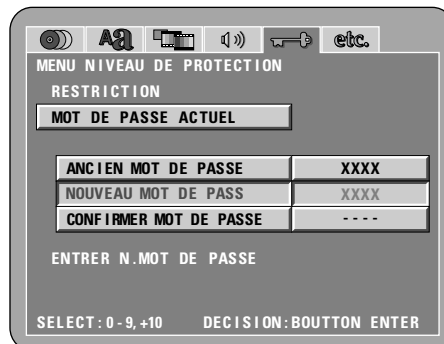 Aa etc.
MENU NIVEAU DE PROTECTION
RESTRICTION
MOT DE PASSE ACTUEL
ANCIEN MOT DE PASSE XXXX
NOUVEAU MOT DE PASS XXXX
CONFIRMER MOT DE PASSE - - - -
ENTRER N.MOT DE PASSE
SELECT: 0 - 9, +10 DECISION: BOUTTON ENTER